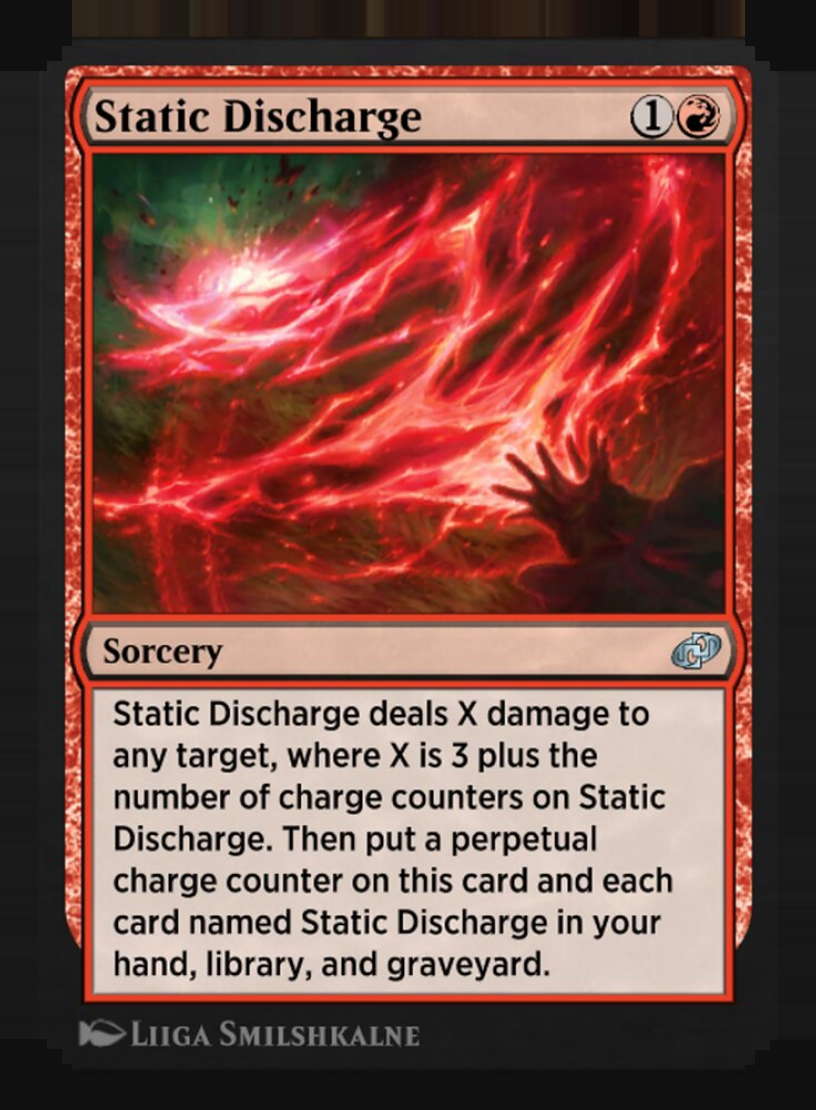 Static Discharge 1
Sorcery
Static Discharge deals X damage to
any target, where X is 3 plus the
number of charge counters on Static
Discharge. Then put a perpetual
charge counter on this card and each
card named Static Discharge in your
hand, library, and graveyard.
Liiga Smilshkalne